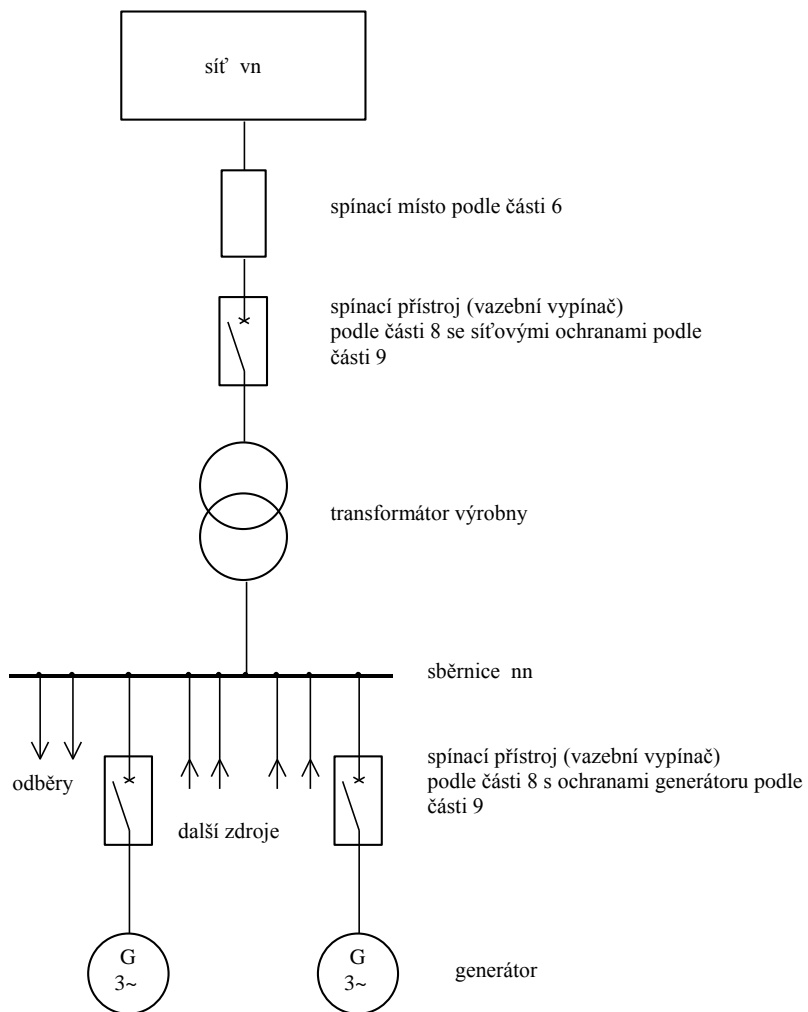 síť vn
spínací místo podle části 6
spínací přístroj (vazební vypínač)
podle části 8 se síťovými ochranami podle
části 9
transformátor výrobny
sběrnice nn
odběry
další zdroje
spínací přístroj (vazební vypínač)
podle části 8 s ochranami generátoru podle
části 9
G
3~
G
3~
generátor